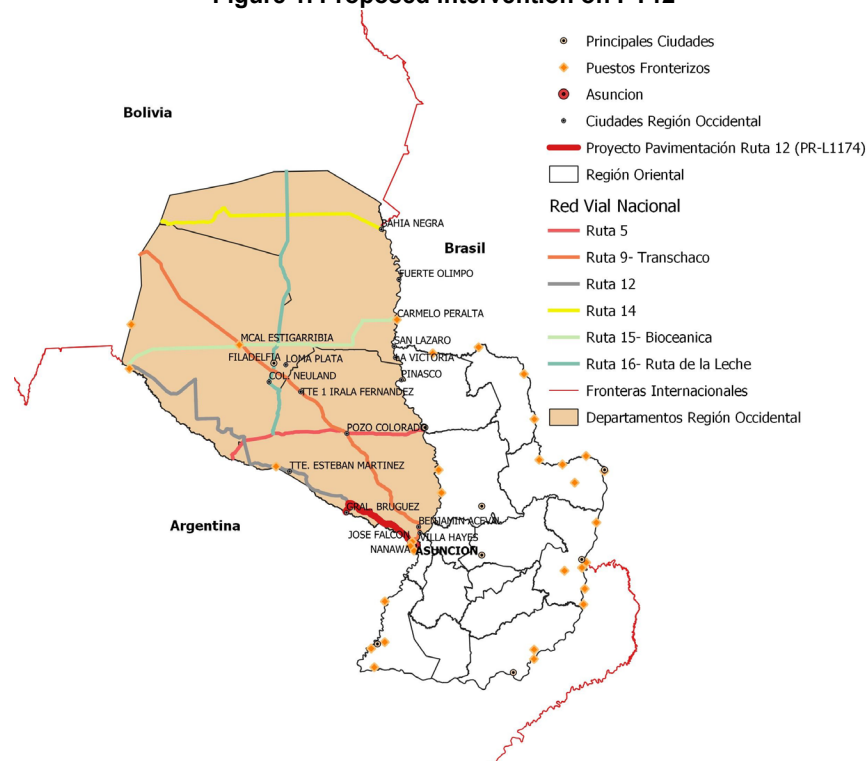 Figure 1. Proposed Intervention on
Bolivia
Brasil
Argentina
BAHIA NEGRA
FUERTE OLIMPO
CARMELO PERALTA
MCAL ESTIGARRIBIA
SAN LAZARO
FILADELFIA
LOMA PLATA
LA VICTORIA
COL. NEULAND
PINASCO
TTE 1 IRALA FERNANDEZ
POZO COLORADO
TTE. ESTEBAN MARTINEZ
GRAL. BRUGUEZ
BENJAMIN ACEVAL
JOSE FALCON
VILLA HAYES
NANAWA
ASUNCION
Principales Ciudades
Puestos Fronterizos
Asuncion
Ciudades Región Occidental
Proyecto Pavimentación Ruta 12 (PR-L1174)
Región Oriental
Red Vial Nacional
Ruta 5
Ruta 9- Transchaco
Ruta 12
Ruta 14
Ruta 15- Bioceanica
Ruta 16- Ruta de la Leche
Fronteras Internacionales
Departamentos Región Occidental